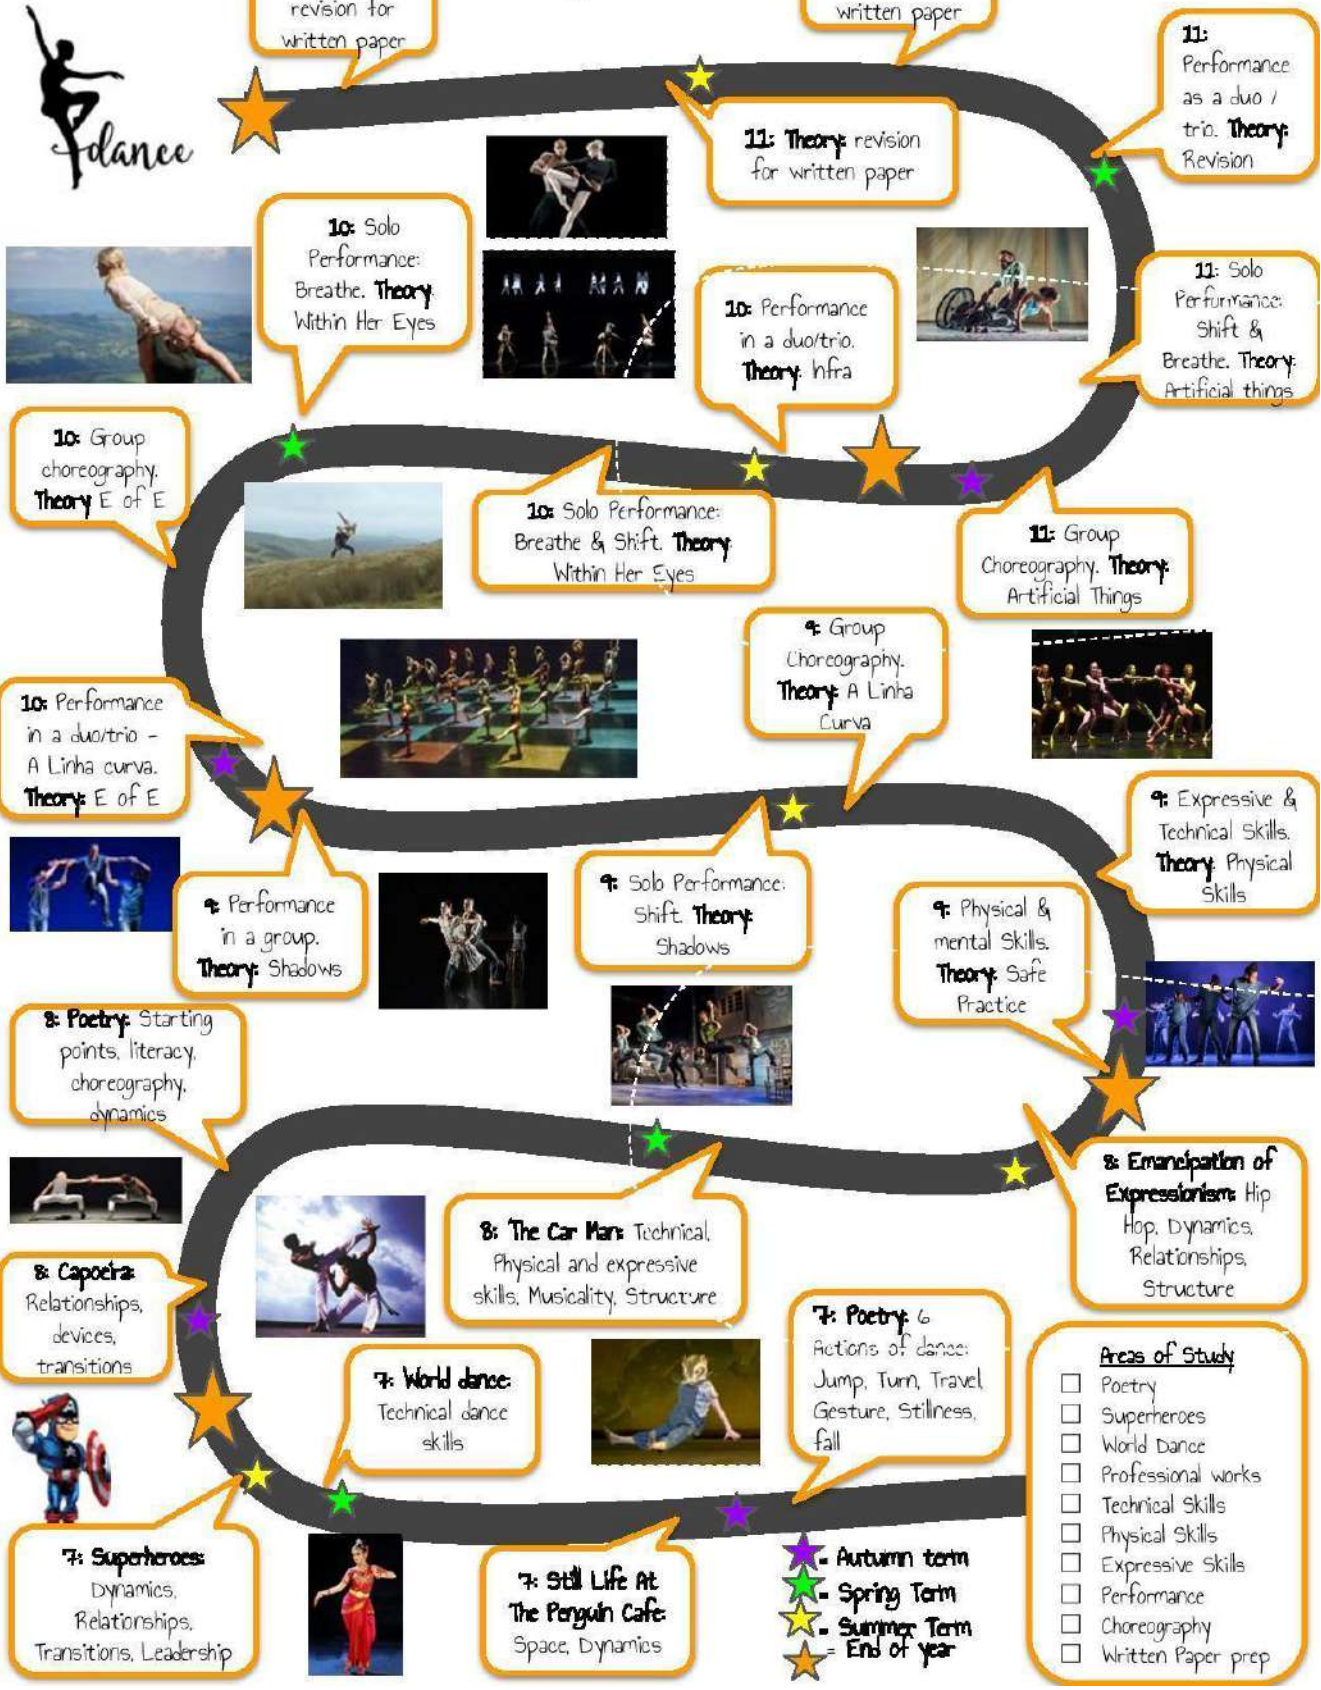 revision for
written paper
written paper
11:
Performance
as a duo /
trio. Theory:
Revision
dance
11: Theory: revision
for written paper
10: Solo
Performance:
Breathe. Theory:
Within Her Eyes
10: Performance
in a duo/trio.
Theory: Infra
11: Solo
Performance:
Shift &
Breathe. Theory:
Artificial things
10: Group
choreography.
Theory E of E
10: Solo Performance:
Breathe & Shift. Theory:
Within Her Eyes
11: Group
Choreography. Theory:
Artificial Things
9: Group
Choreography.
Theory: A Linha
Curva
10: Performance
in a duo/trio -
A Linha curva.
Theory: E of E
9: Expressive &
Technical Skills.
Theory: Physical
Skills
9: Performance
in a group.
Theory: Shadows
9: Solo Performance:
Shift. Theory:
Shadows
9: Physical &
mental Skills.
Theory: Safe
Practice
8: Poetry: Starting
points, literacy,
choreography,
dynamics
8: Emancipation of
Expressionism: Hip
Hop, Dynamics,
Relationships,
Structure
8: The Car Man: Technical,
Physical and expressive
skills, Musicality, Structure
8: Capoeira:
Relationships,
devices,
transitions
7: World dance:
Technical dance
skills
7: Poetry: 6
Actions of dance:
Jump, Turn, Travel,
Gesture, Stillness,
fall
7: Superheroes:
Dynamics,
Relationships,
Transitions, Leadership
7: Still Life At
The Penguin Cafe:
Space, Dynamics
= Autumn term
= Spring Term
= Summer Term
= End of year
Areas of Study
Poetry
Superheroes
World Dance
Professional works
Technical Skills
Physical Skills
Expressive Skills
Performance
Choreography
Written Paper prep